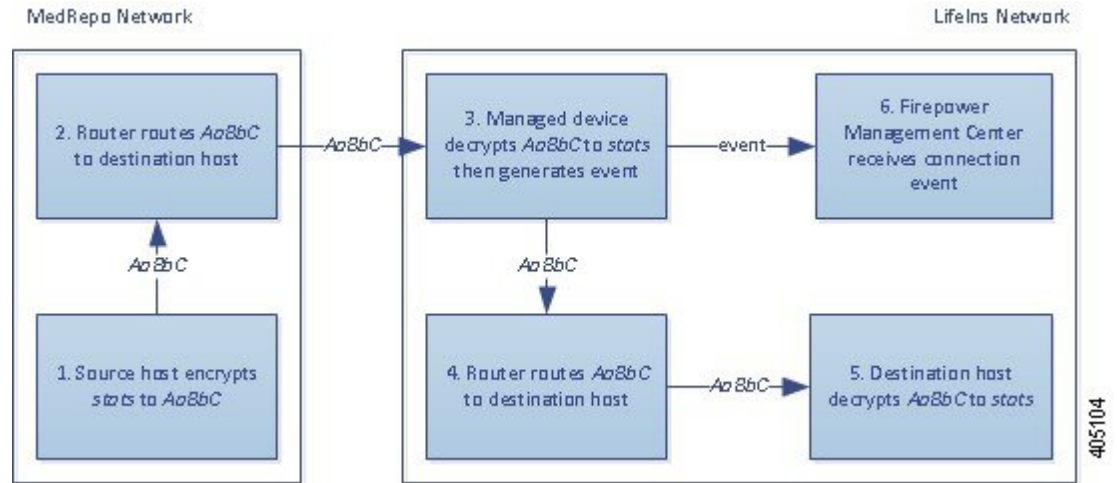 MedRepo Network
LifeIns Network
2. Router routes AaBbC
to destination host
AaBbC
3. Managed device
decrypts AaBbC to stats
then generates event
event
6. Firepower
Management Center
receives connection
event
AaBbC
AaBbC
1. Source host encrypts
stats to AaBbC
4. Router routes AaBbC
to destination host
AaBbC
5. Destination host
decrypts AaBbC to stats
405104